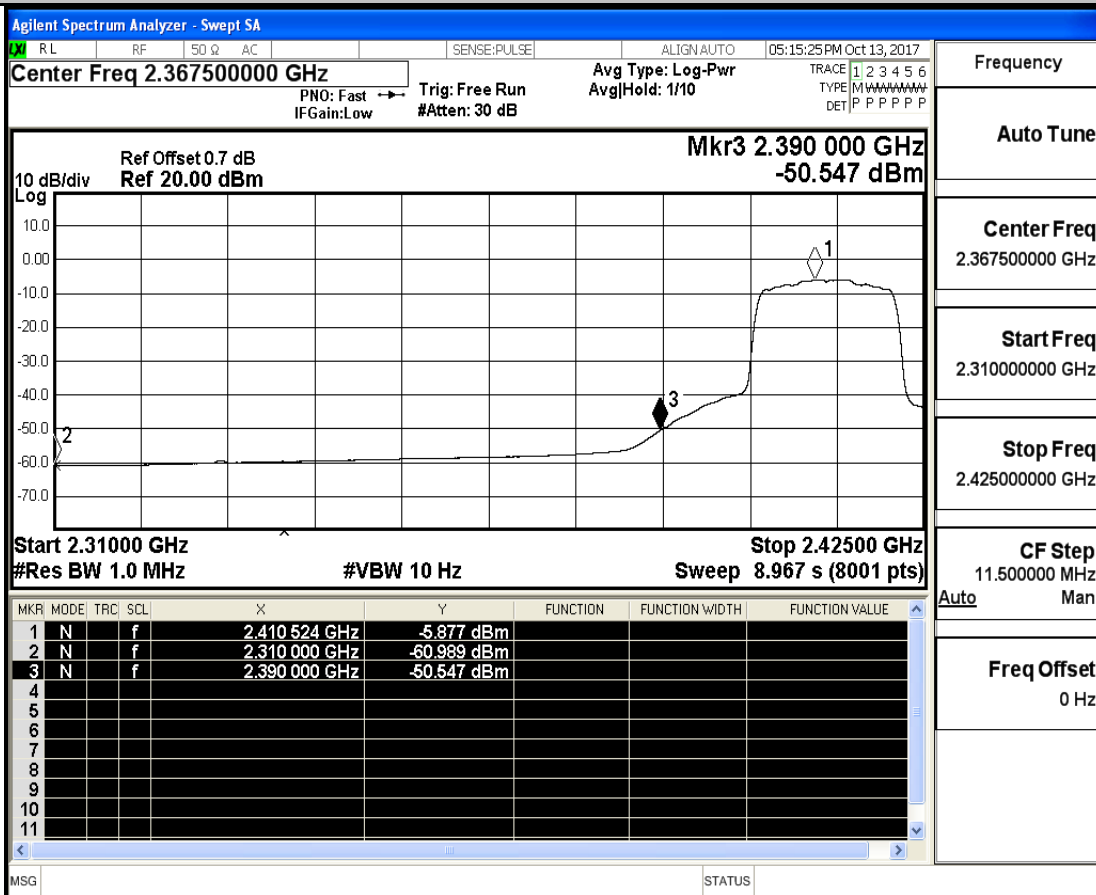 Agilent Spectrum Analyzer - Swept SA
LXI RL RF 50 Ω AC SENSE:PULSE ALIGN AUTO 05:15:25 PM Oct 13, 2017
Center Freq 2.367500000 GHz
PNO: Fast
IFGain:Low
Trig: Free Run
#Atten: 30 dB
Avg Type: Log-Pwr
Avg|Hold: 1/10
TRACE 1 2 3 4 5 6
TYPE M WWWWW
DET P P P P P P
Ref Offset 0.7 dB
10 dB/div Ref 20.00 dBm
Log
Mkr3 2.390 000 GHz
-50.547 dBm
10.0
0.00
-10.0
-20.0
-30.0
-40.0
-50.0
-60.0
-70.0
1
2
3
Start 2.31000 GHz Stop 2.42500 GHz
#Res BW 1.0 MHz #VBW 10 Hz Sweep 8.967 s (8001 pts)
MKR MODE TRC SCL X Y FUNCTION FUNCTION WIDTH FUNCTION VALUE
1 N f 2.410 524 GHz -5.877 dBm
2 N f 2.310 000 GHz -60.989 dBm
3 N f 2.390 000 GHz -50.547 dBm
4
5
6
7
8
9
10
11
MSG STATUS
Frequency
Auto Tune
Center Freq
2.367500000 GHz
Start Freq
2.310000000 GHz
Stop Freq
2.425000000 GHz
CF Step
11.500000 MHz
Auto Man
Freq Offset
0 Hz